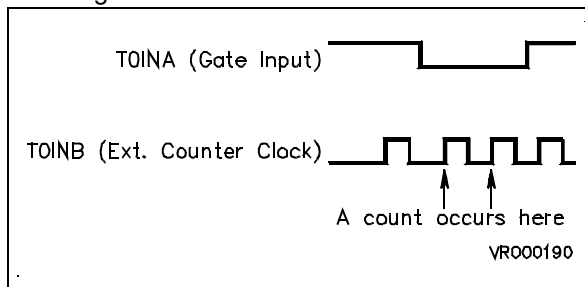 T0INA (Gate Input)
T0INB (Ext. Counter Clock)
A count occurs here
VR000190